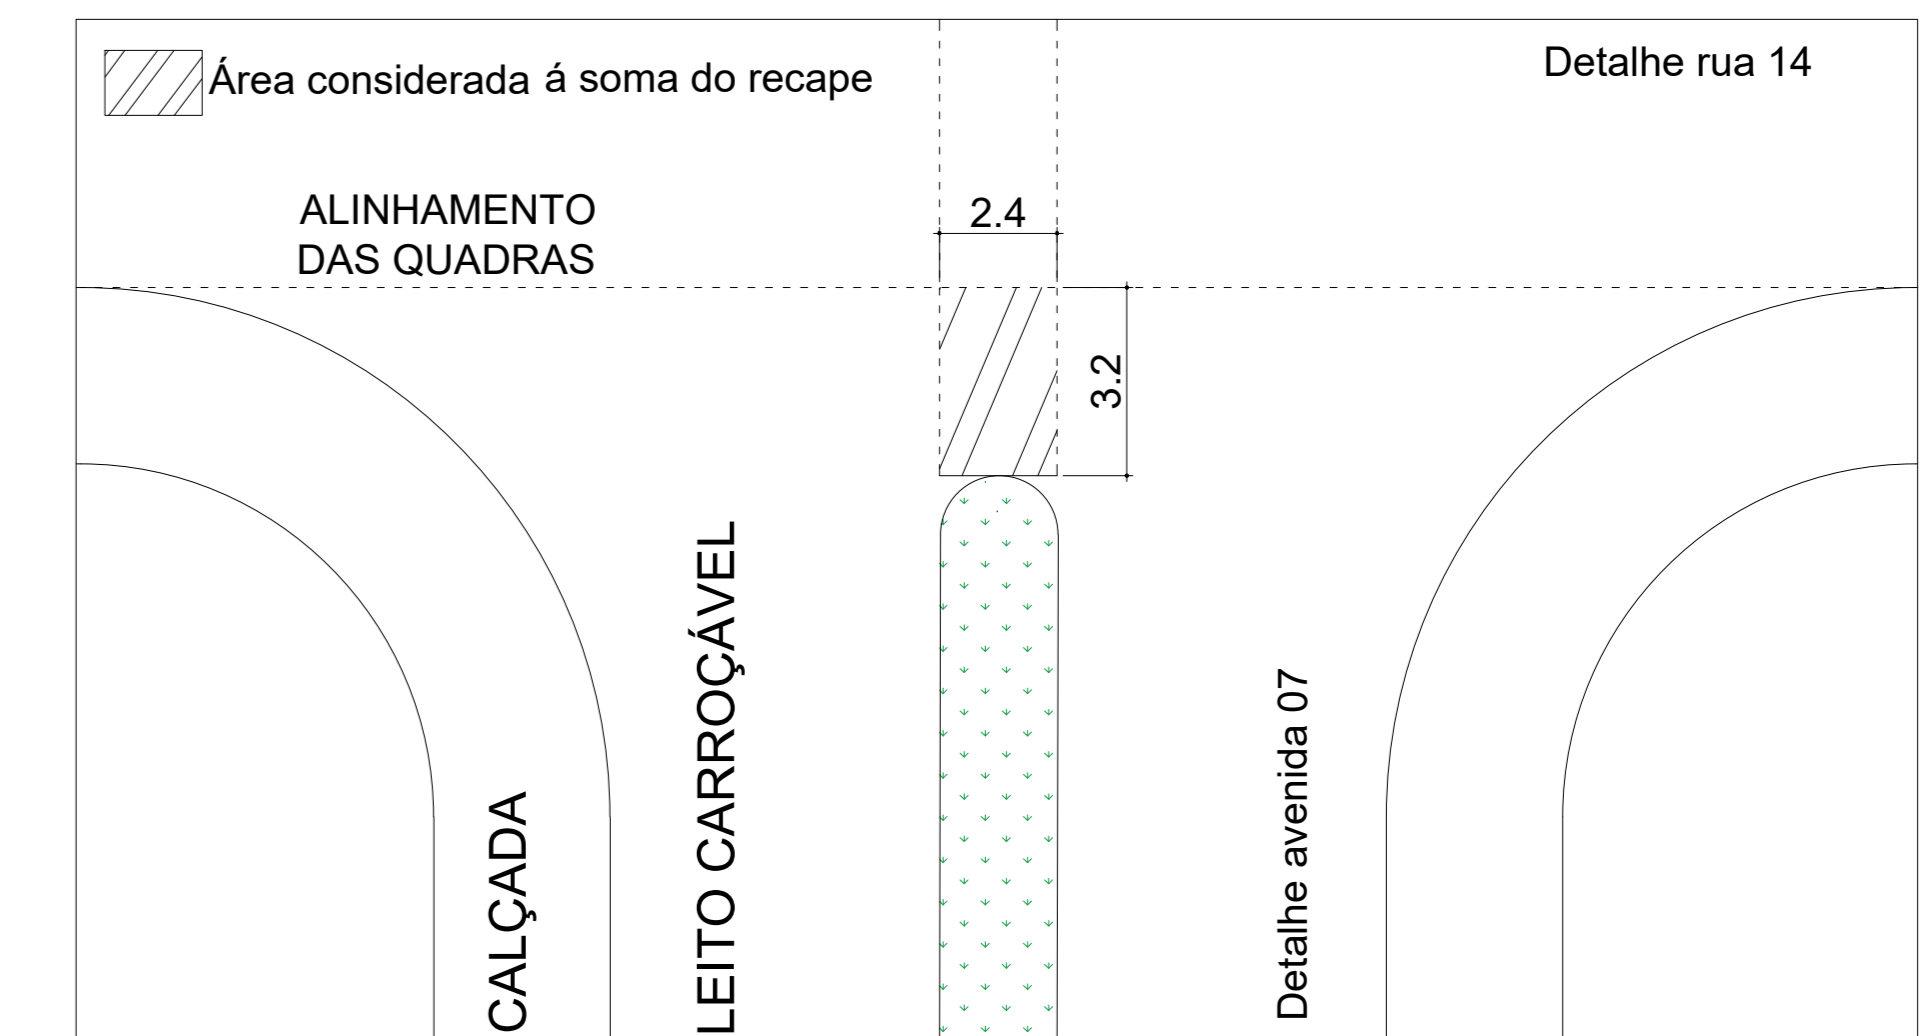 Área considerada á soma do recape
Detalhe rua 14
ALINHAMENTO
DAS QUADRAS
2.4
3.2
CALÇADA
LEITO CARROÇÁVEL
Detalhe avenida 07